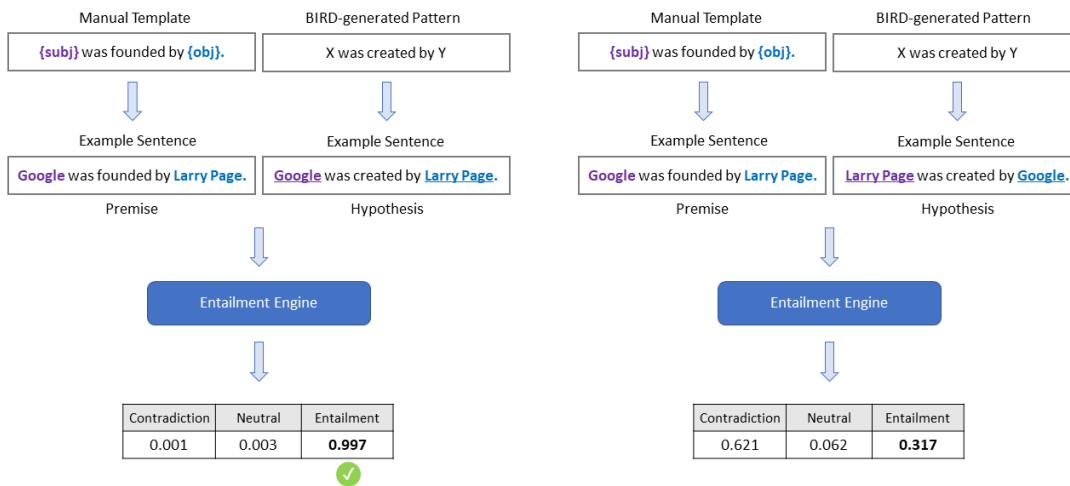 Manual Template
BIRD-generated Pattern
{subj} was founded by {obj}.
X was created by Y
Example Sentence
Example Sentence
Google was founded by Larry Page.
Google was created by Larry Page.
Premise
Hypothesis
Entailment Engine
Contradiction Neutral Entailment
0.001 0.003 0.997
Manual Template
BIRD-generated Pattern
{subj} was founded by {obj}.
X was created by Y
Example Sentence
Example Sentence
Google was founded by Larry Page.
Larry Page was created by Google.
Premise
Hypothesis
Entailment Engine
Contradiction Neutral Entailment
0.621 0.062 0.317